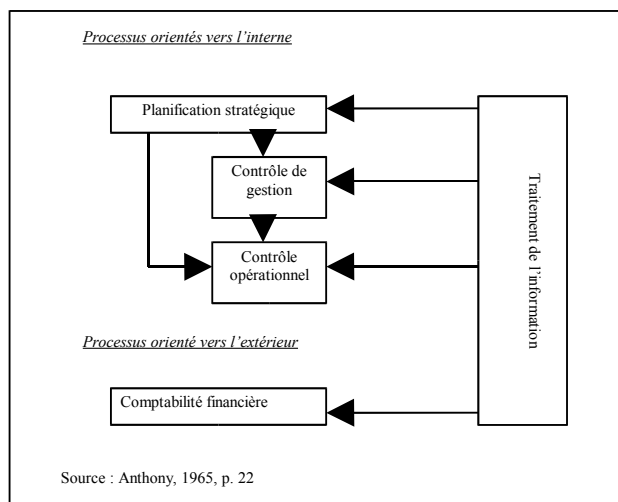 Processus orientés vers l'interne
Planification stratégique
Contrôle de
gestion
Contrôle
opérationnel
Traitement de l'information
Processus orienté vers l'extérieur
Comptabilité financière
Source : Anthony, 1965, p. 22